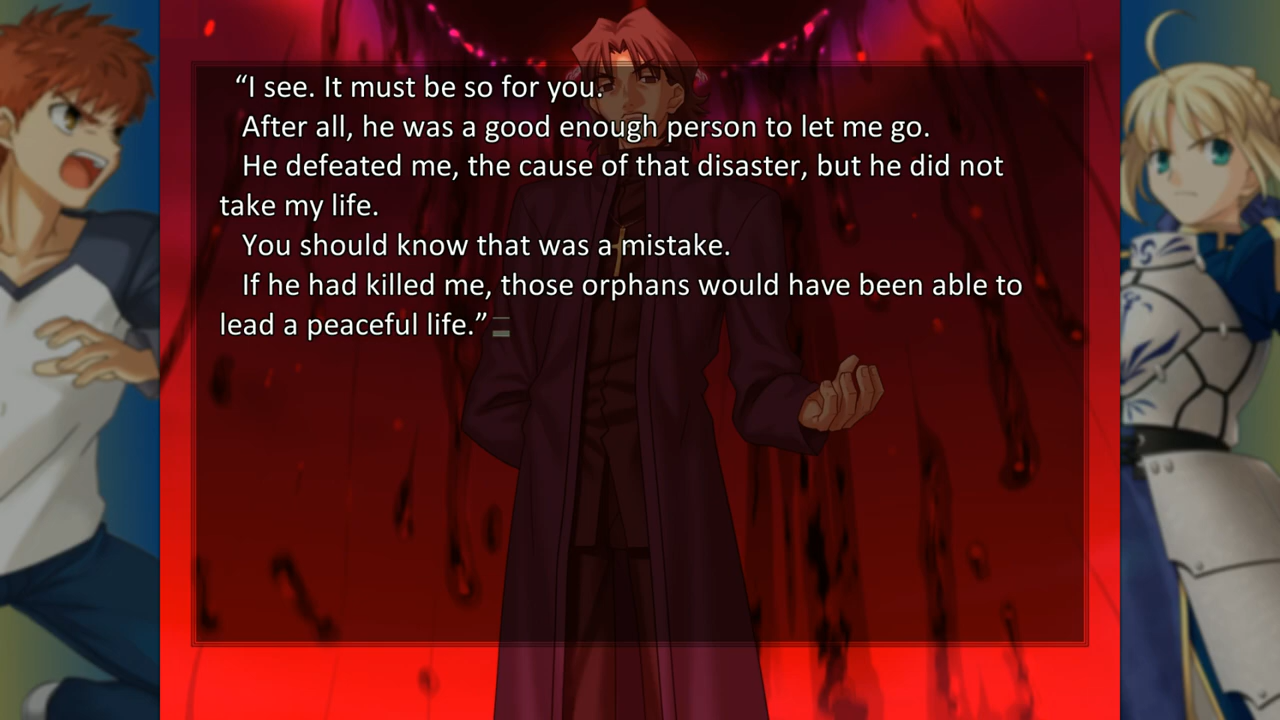 “I see. It must be so for you.
After all, he was a good enough person to let me go.
He defeated me, the cause of that disaster, but he did not
take my life.
You should know that was a mistake.
If he had killed me, those orphans would have been able to
lead a peaceful life.”